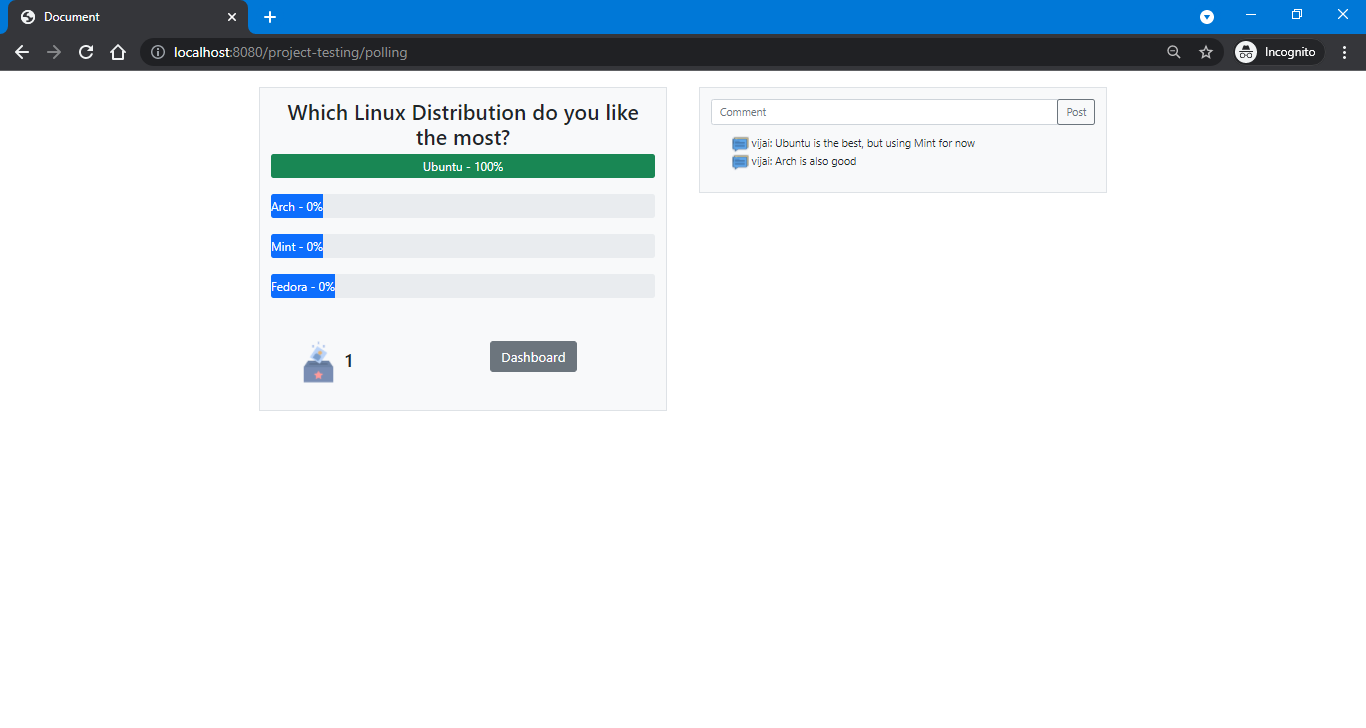 Document
localhost:8080/project-testing/polling
Incognito
Which Linux Distribution do you like
the most?
Ubuntu - 100%
Arch - 0%
Mint - 0%
Fedora - 0%
1
Dashboard
Comment
Post
vijai: Ubuntu is the best, but using Mint for now
vijai: Arch is also good